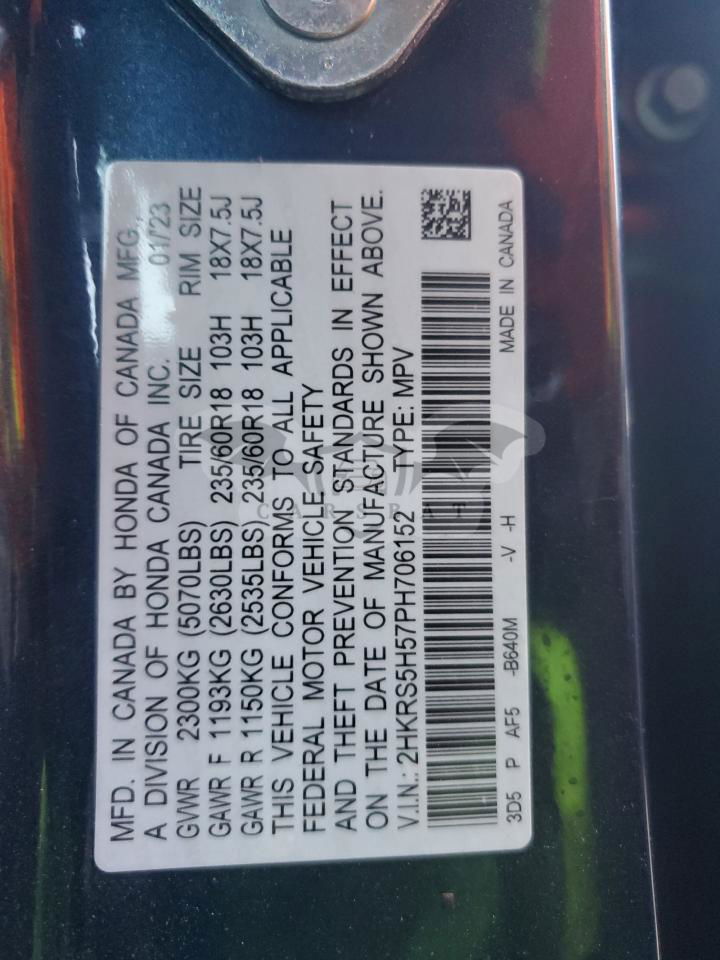 MFD. IN CANADA BY HONDA OF CANADA MFG.,
A DIVISION OF HONDA CANADA INC. 01/23
GVWR 2300KG (5070LBS) TIRE SIZE RIM SIZE
GAWR F 1193KG (2630LBS) 235/60R18 103H 18X7.5J
GAWR R 1150KG (2535LBS) 235/60R18 103H 18X7.5J
THIS VEHICLE CONFORMS TO ALL APPLICABLE
FEDERAL MOTOR VEHICLE SAFETY
AND THEFT PREVENTION STANDARDS IN EFFECT
ON THE DATE OF MANUFACTURE SHOWN ABOVE.
V.I.N.: 2HKRS5H57PH706152 TYPE: MPV
3D5 P AF5 -B640M -V -H MADE IN CANADA
CARSBAT